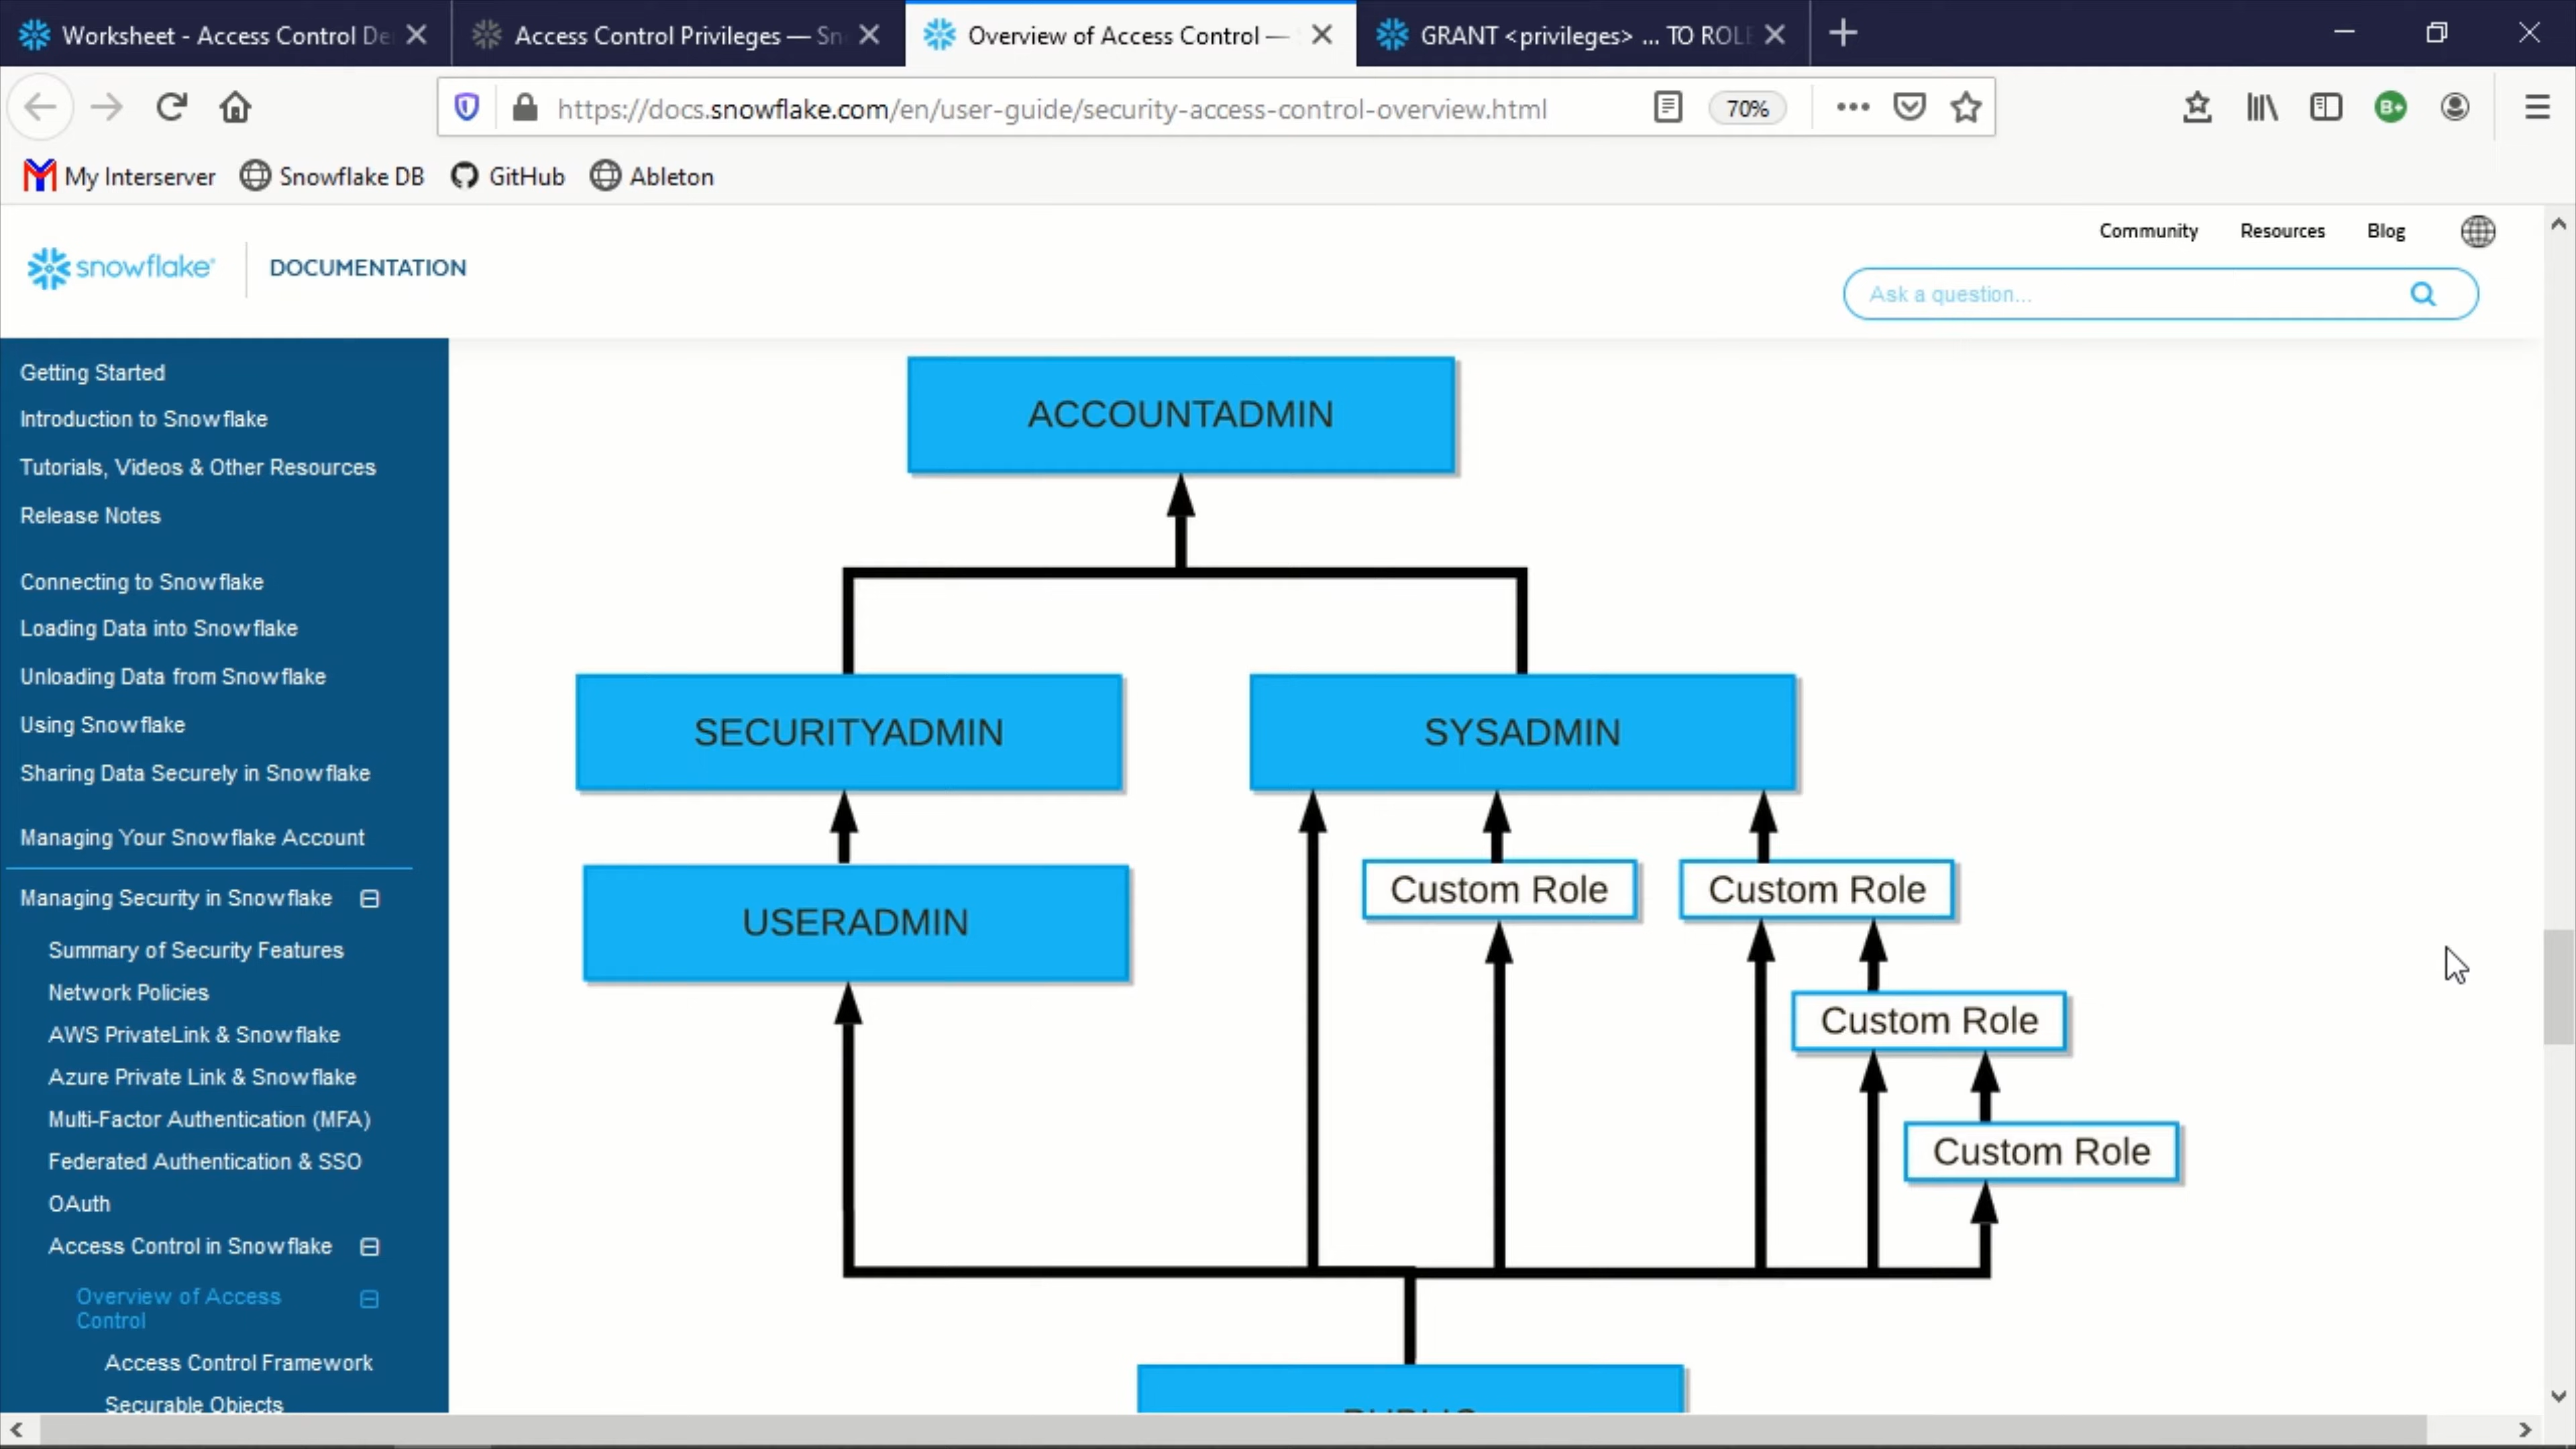 Worksheet - Access Control De
Access Control Privileges — Sn
Overview of Access Control —
GRANT <privileges> ... TO ROLE
https://docs.snowflake.com/en/user-guide/security-access-control-overview.html
70%
B+
My Interserver
Snowflake DB
GitHub
Ableton
Community
Resources
Blog
snowflake
DOCUMENTATION
Ask a question...
Getting Started
Introduction to Snowflake
Tutorials, Videos & Other Resources
Release Notes
Connecting to Snowflake
Loading Data into Snowflake
Unloading Data from Snowflake
Using Snowflake
Sharing Data Securely in Snowflake
Managing Your Snowflake Account
Managing Security in Snowflake
Summary of Security Features
Network Policies
AWS PrivateLink & Snowflake
Azure Private Link & Snowflake
Multi-Factor Authentication (MFA)
Federated Authentication & SSO
OAuth
Access Control in Snowflake
Overview of Access
Control
Access Control Framework
Securable Objects
ACCOUNTADMIN
SECURITYADMIN
SYSADMIN
USERADMIN
Custom Role
Custom Role
Custom Role
Custom Role
PUBLIC